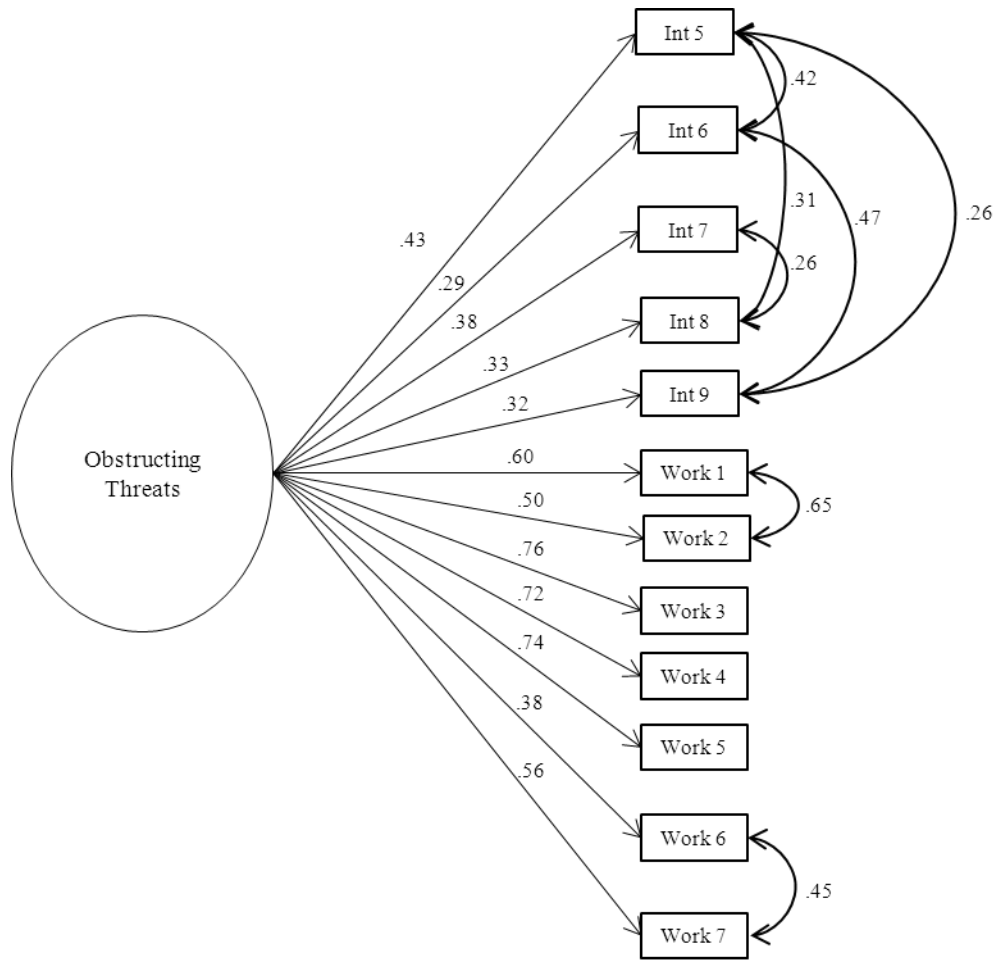 Int 5
.42
Int 6
.31
.47
.26
Int 7
.43
.26
.29
.38
Int 8
.33
Int 9
.32
Obstructing
Threats
.60
Work 1
.50
.65
Work 2
.76
.72
Work 3
.74
Work 4
.38
Work 5
.56
Work 6
.45
Work 7